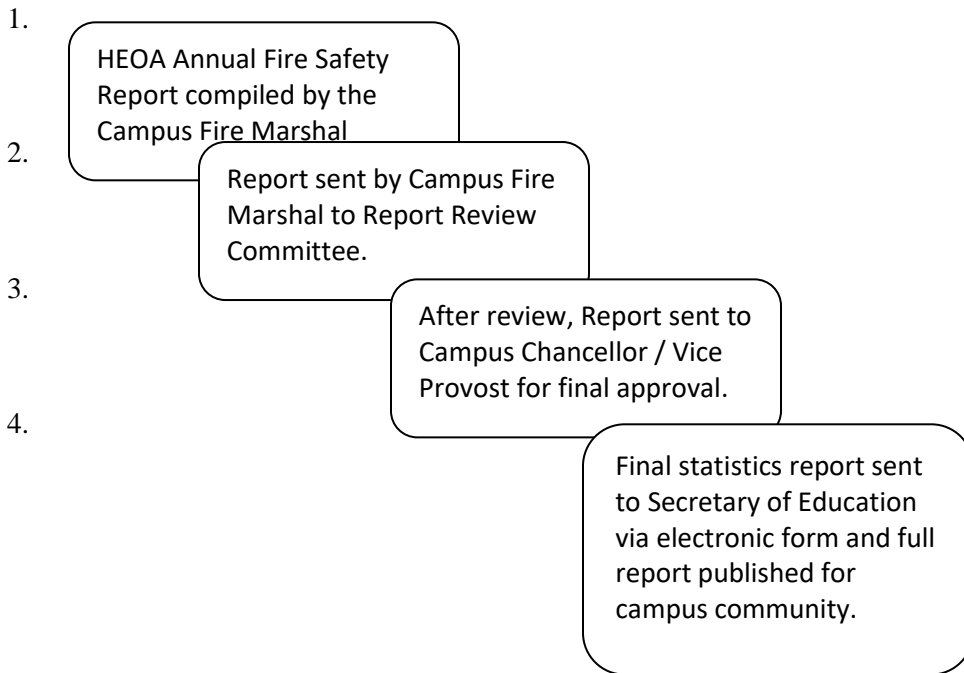 1.
HEOA Annual Fire Safety
Report compiled by the
Campus Fire Marshal
2.
Report sent by Campus Fire
Marshal to Report Review
Committee.
3.
After review, Report sent to
Campus Chancellor / Vice
Provost for final approval.
4.
Final statistics report sent
to Secretary of Education
via electronic form and full
report published for
campus community.